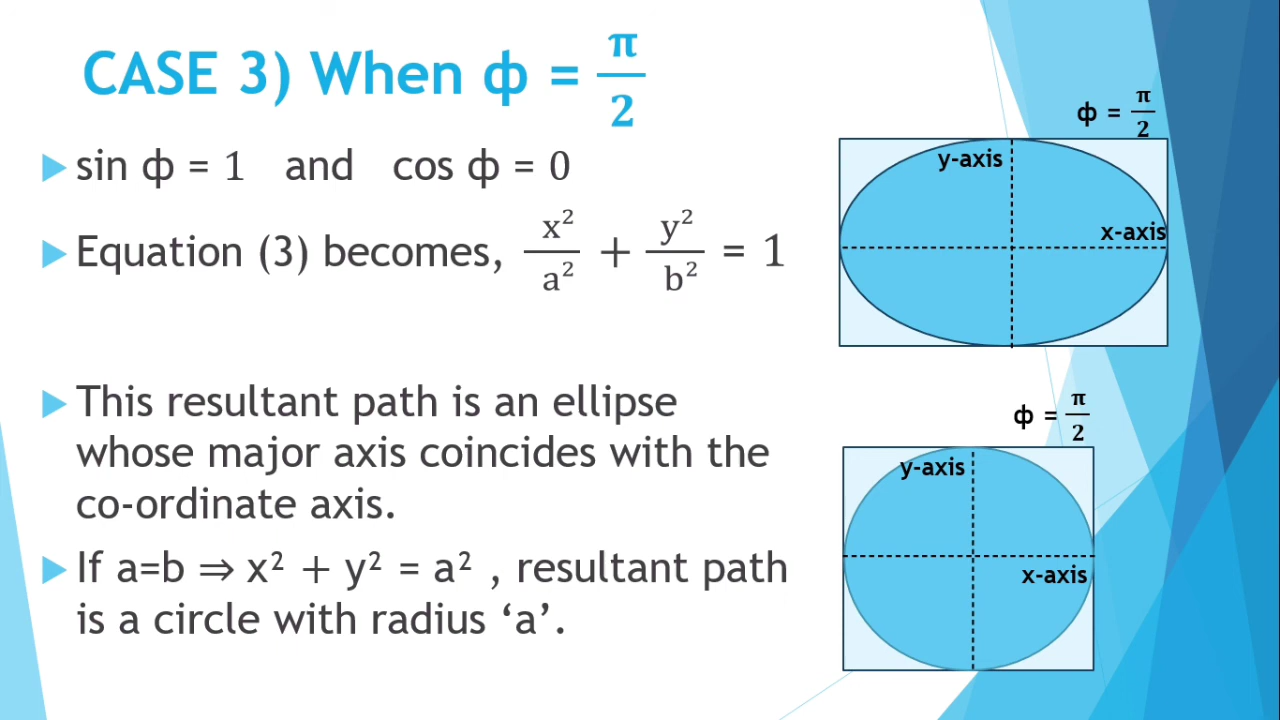 CASE 3) When ф = π/2
sin ф = 1 and cos ф = 0
Equation (3) becomes, x²/a² + y²/b² = 1
This resultant path is an ellipse
whose major axis coincides with the
co-ordinate axis.
If a=b ⇒ x² + y² = a² , resultant path
is a circle with radius ‘a’.
ф = π/2
y-axis
x-axis
ф = π/2
y-axis
x-axis